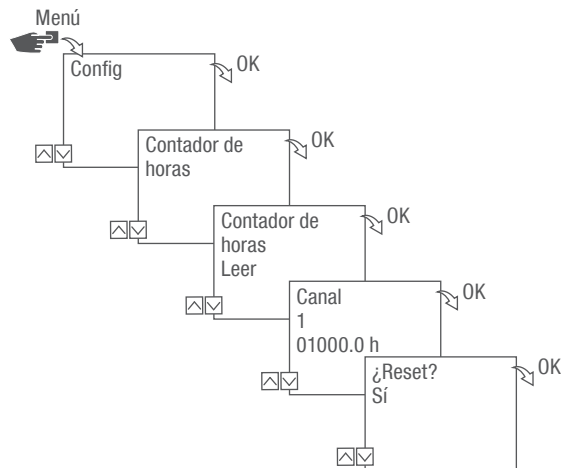 Menú
Config
OK
Contador de
horas
OK
Contador de
horas
Leer
OK
Canal
1
01000.0 h
OK
¿Reset?
Sí
OK